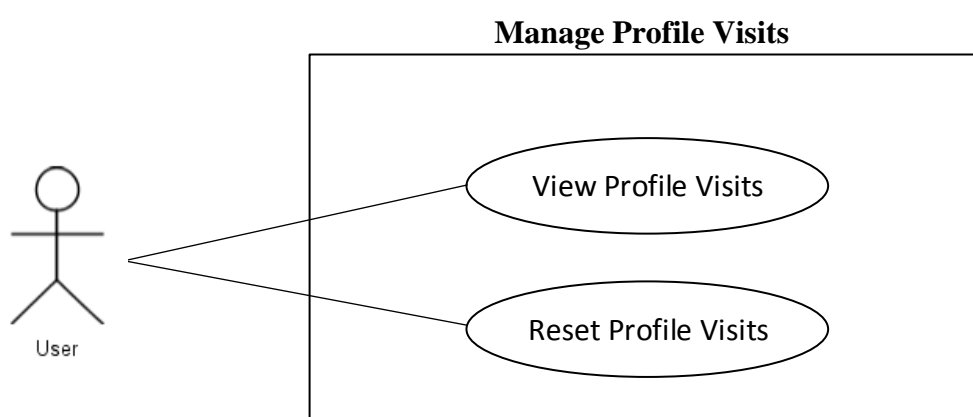 Manage Profile Visits
View Profile Visits
Reset Profile Visits
User